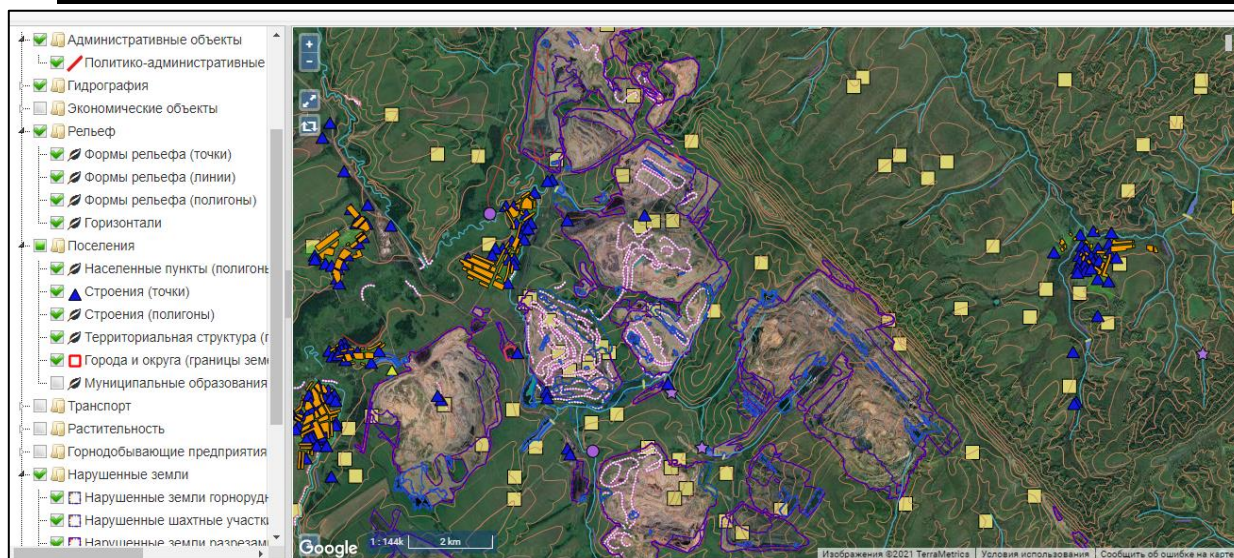 Административные объекты
Политико-административные
Гидрография
Экономические объекты
Рельеф
Формы рельефа (точки)
Формы рельефа (линии)
Формы рельефа (полигоны)
Горизонтали
Поселения
Населенные пункты (полигоны
Строения (точки)
Строения (полигоны)
Территориальная структура (г
Города и округа (границы земе
Муниципальные образования
Транспорт
Растительность
Горнодобывающие предприятия
Нарушенные земли
Нарушенные земли горнорудн
Нарушенные шахтные участки
Нарушенные земли разрезами
+
−
Google
1 : 144k
2 km
Изображения ©2021 TerraMetrics
Условия использования
Сообщить об ошибке на карте